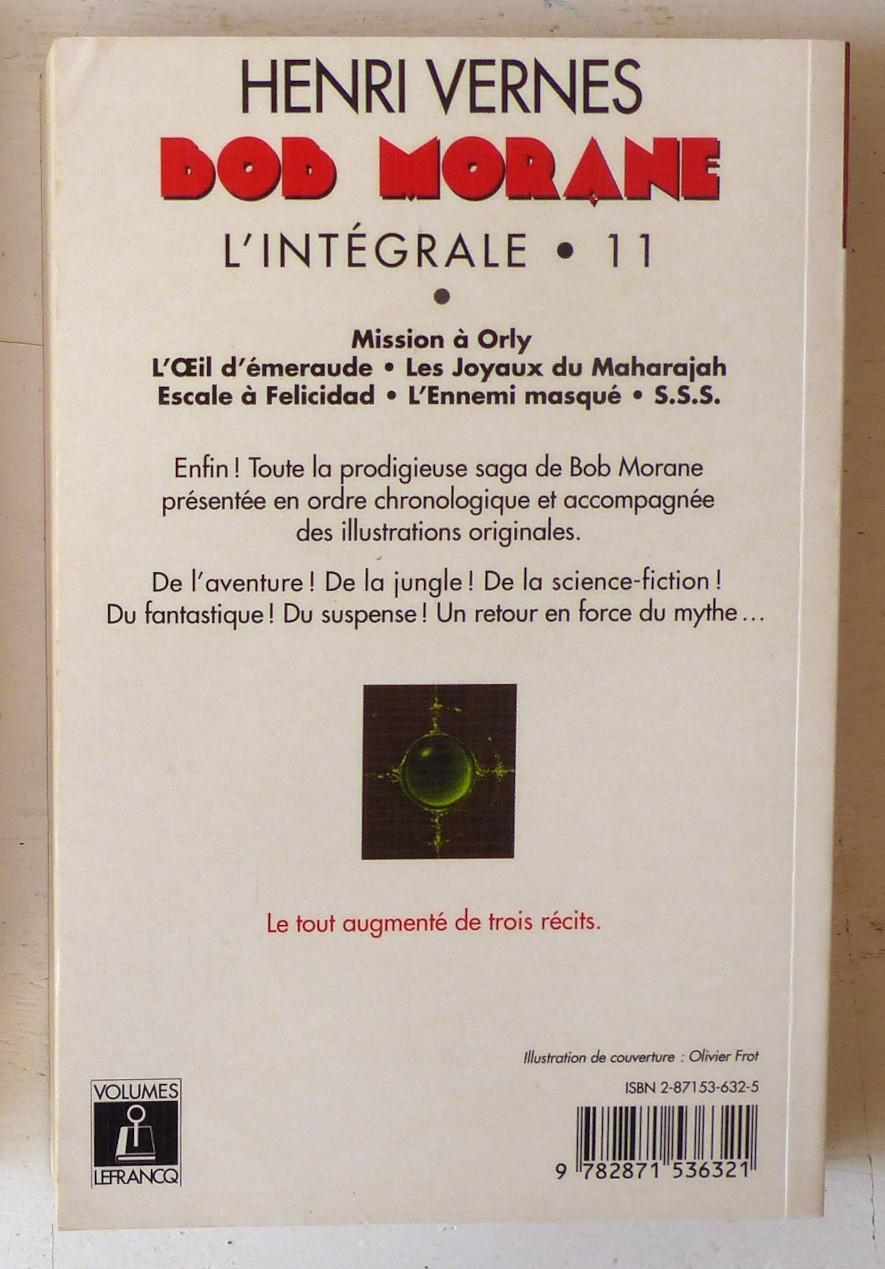 HENRI VERNES
BOB MORANE
L'INTÉGRALE • 11
•
Mission à Orly
L'Œil d'émeraude • Les Joyaux du Maharajah
Escale à Felicidad • L'Ennemi masqué • S.S.S.
Enfin ! Toute la prodigieuse saga de Bob Morane
présentée en ordre chronologique et accompagnée
des illustrations originales.
De l'aventure ! De la jungle ! De la science-fiction !
Du fantastique ! Du suspense ! Un retour en force du mythe...
Le tout augmenté de trois récits.
Illustration de couverture : Olivier Frot
ISBN 2-87153-632-5
9 782871 536321
VOLUMES
LEFRANCQ